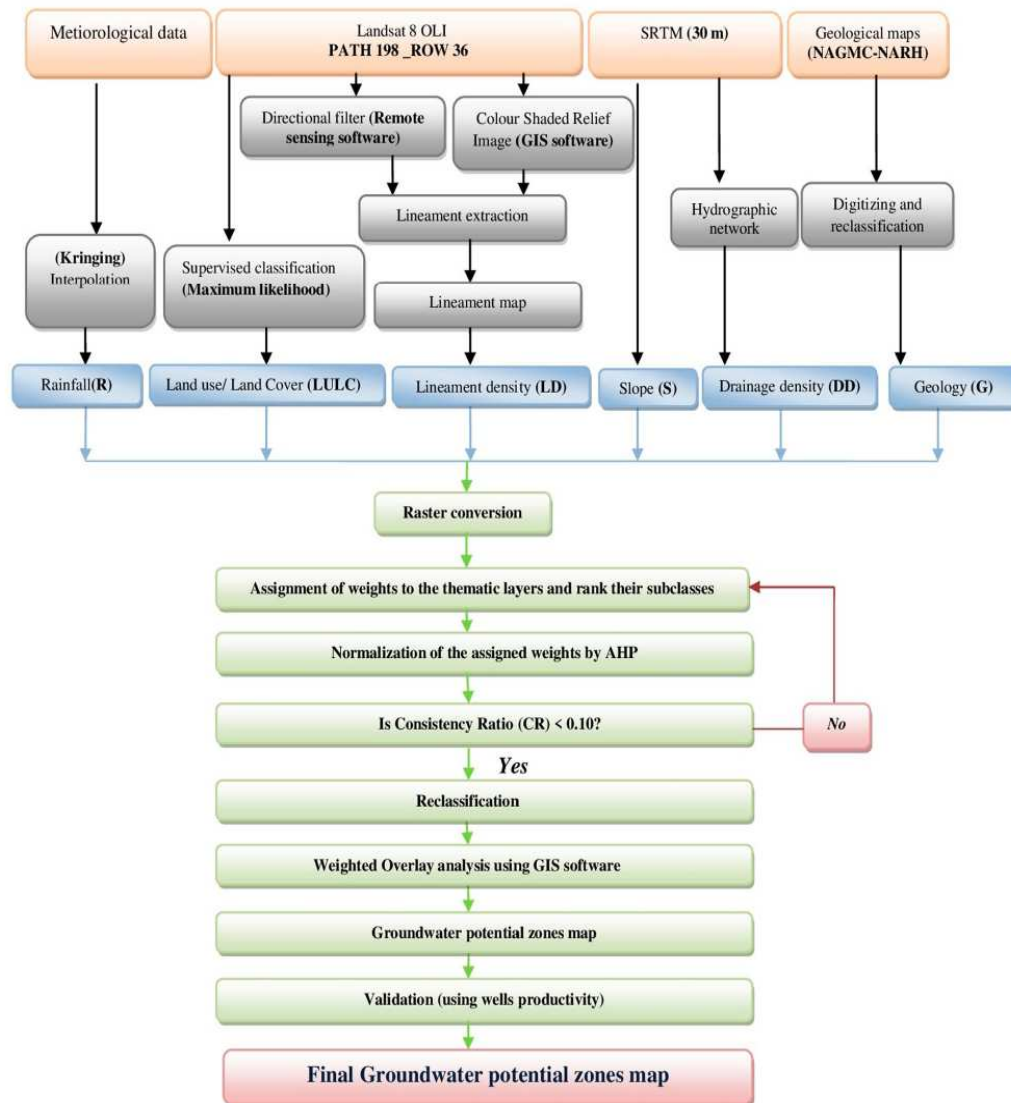 Metiorological data
Landsat 8 OLI
PATH 198 _ROW 36
SRTM (30 m)
Geological maps
(NAGMC-NARH)
Directional filter (Remote
sensing software)
Colour Shaded Relief
Image (GIS software)
Lineament extraction
Hydrographic
network
Digitizing and
reclassification
(Kringing)
Interpolation
Supervised classification
(Maximum likelihood)
Lineament map
Rainfall(R)
Land use/ Land Cover (LULC)
Lineament density (LD)
Slope (S)
Drainage density (DD)
Geology (G)
Raster conversion
Assignment of weights to the thematic layers and rank their subclasses
Normalization of the assigned weights by AHP
Is Consistency Ratio (CR) < 0.10?
No
Yes
Reclassification
Weighted Overlay analysis using GIS software
Groundwater potential zones map
Validation (using wells productivity)
Final Groundwater potential zones map